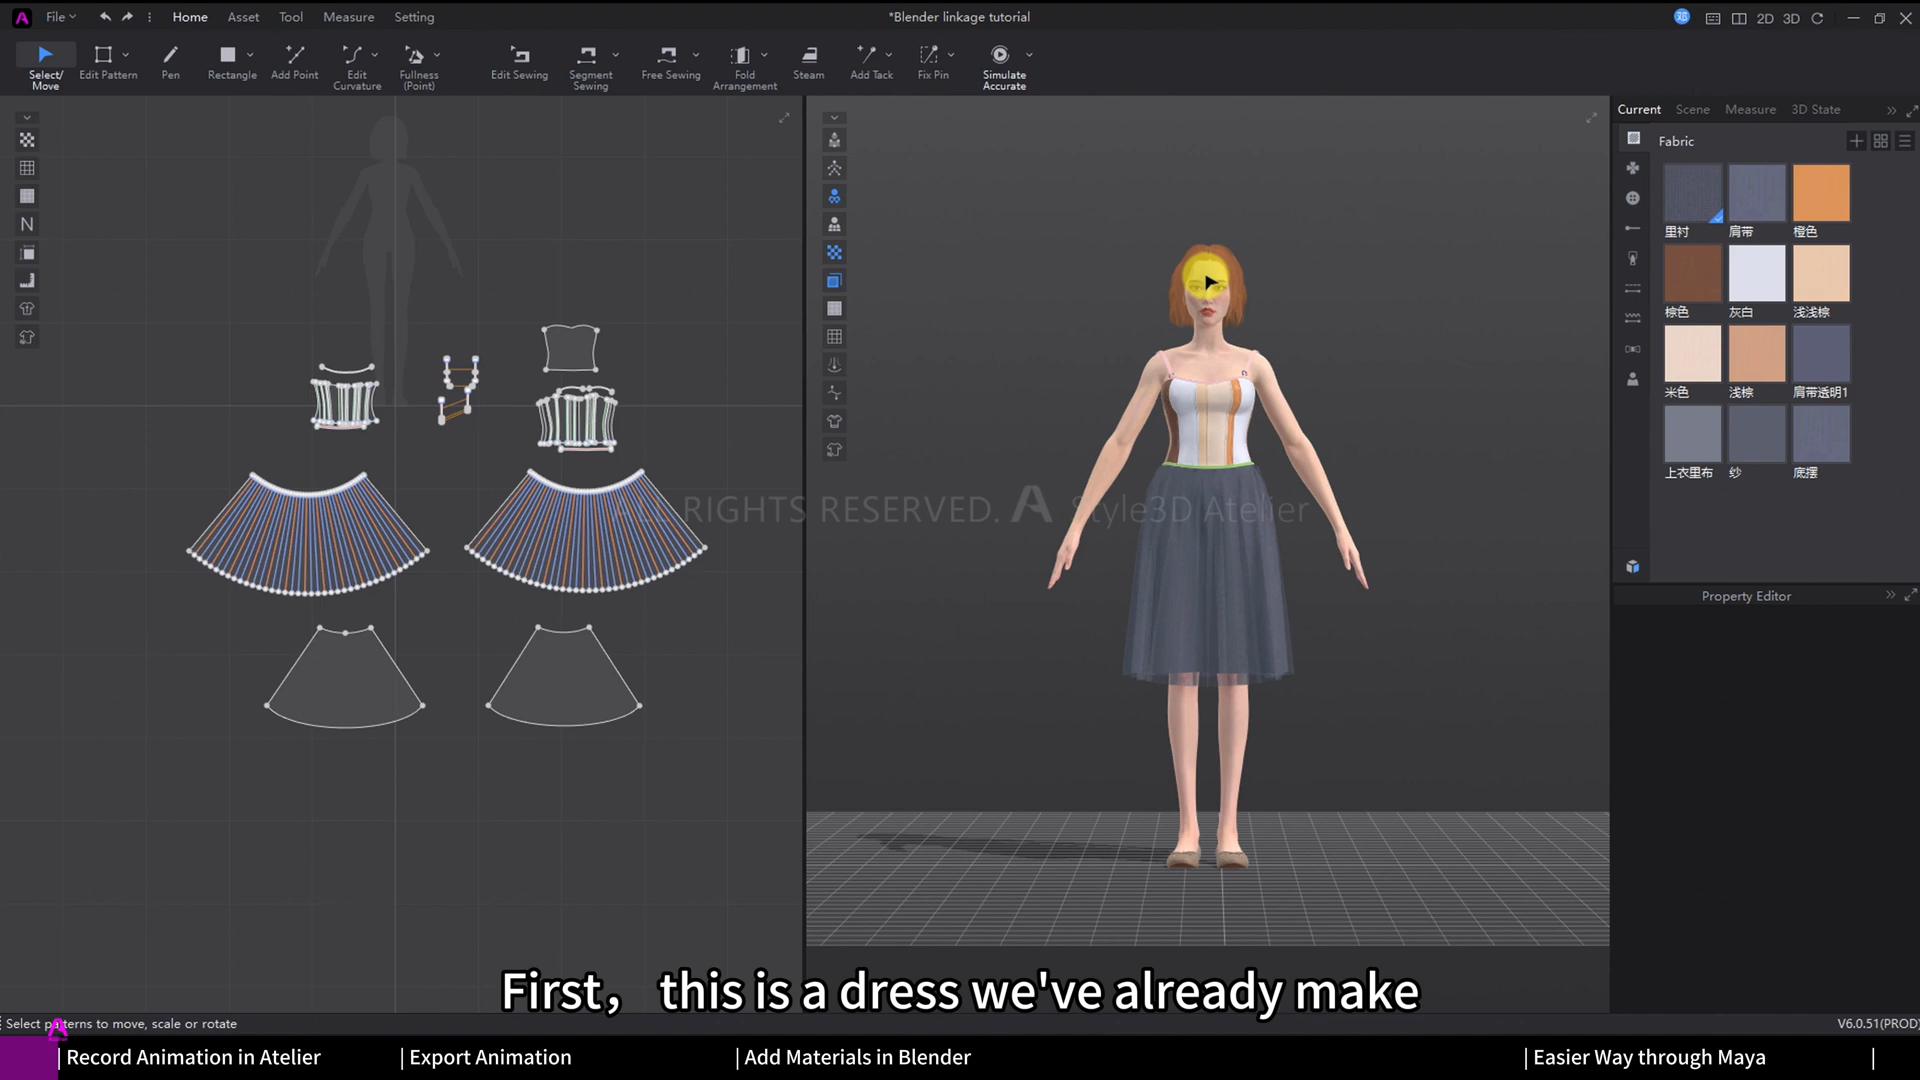 File
Home
Asset
Tool
Measure
Setting
*Blender linkage tutorial
邓
2D
3D
Select/
Move
Edit Pattern
Pen
Rectangle
Add Point
Edit
Curvature
Fullness
(Point)
Edit Sewing
Segment
Sewing
Free Sewing
Fold
Arrangement
Steam
Add Tack
Fix Pin
Simulate
Accurate
Current
Scene
Measure
3D State
Fabric
里衬
肩带
橙色
棕色
灰白
浅浅棕
米色
浅棕
肩带透明1
上衣里布
纱
底摆
Property Editor
ALL RIGHTS RESERVED. Style3D Atelier
First， this is a dress we've already make
Select patterns to move, scale or rotate
V6.0.51(PROD)
| Record Animation in Atelier
| Export Animation
| Add Materials in Blender
| Easier Way through Maya
|